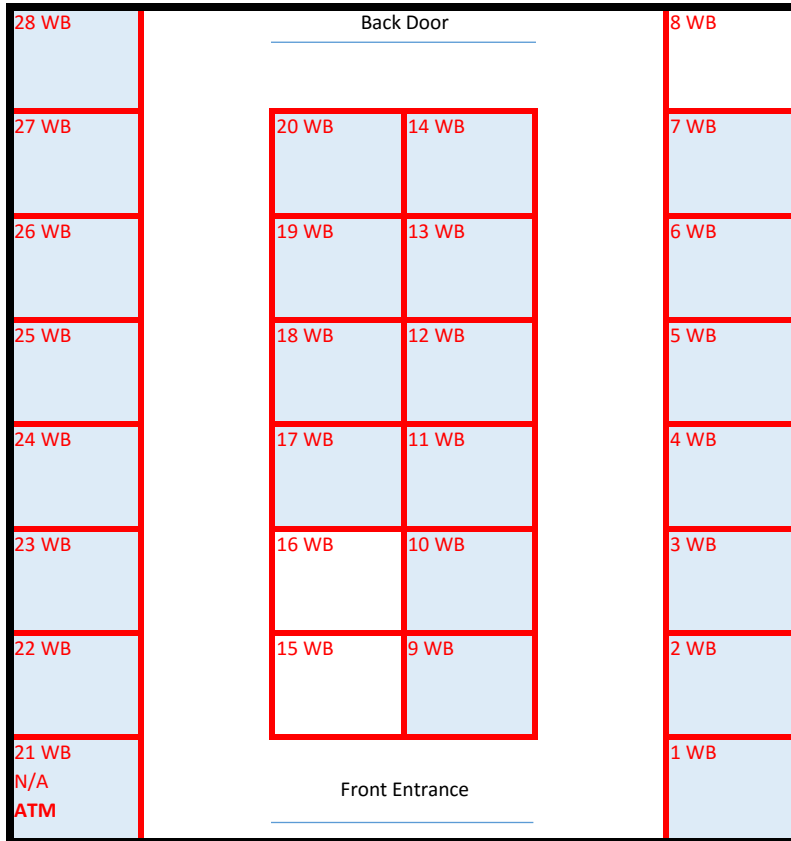 28 WB
Back Door
8 WB
27 WB
20 WB
14 WB
7 WB
26 WB
19 WB
13 WB
6 WB
25 WB
18 WB
12 WB
5 WB
24 WB
17 WB
11 WB
4 WB
23 WB
16 WB
10 WB
3 WB
22 WB
15 WB
9 WB
2 WB
21 WB
N/A
ATM
Front Entrance
1 WB